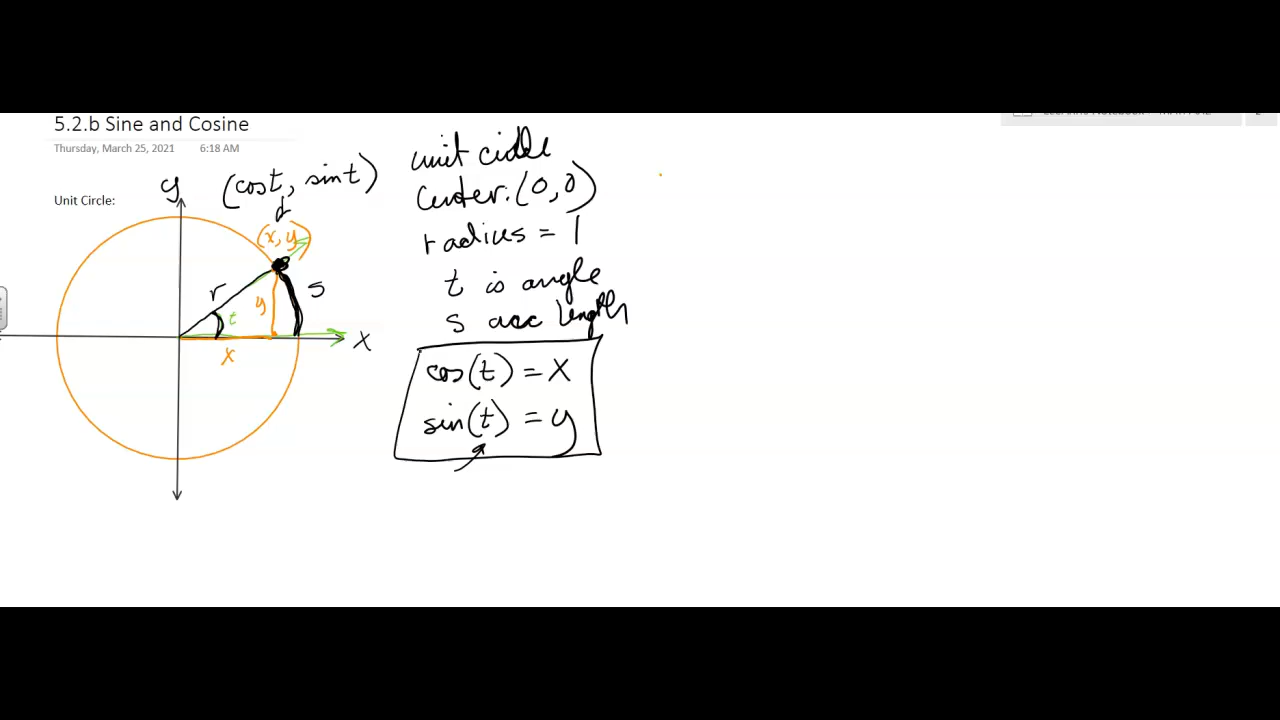 5.2.b Sine and Cosine
Thursday, March 25, 2021 6:18 AM
Unit Circle:
y
(cost, sint)
(x, y)
r
t
y
s
x
X
unit circle
center: (0,0)
radius = 1
t is angle
s arc length
cos(t) = x
sin(t) = y